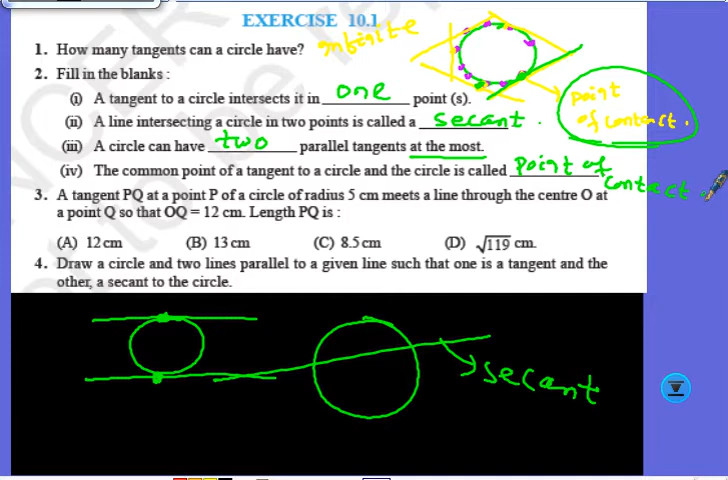 EXERCISE 10.1
1. How many tangents can a circle have? infinite
2. Fill in the blanks :
(i) A tangent to a circle intersects it in one point (s).
(ii) A line intersecting a circle in two points is called a secant.
(iii) A circle can have two parallel tangents at the most.
(iv) The common point of a tangent to a circle and the circle is called point of
contact.
point
of contact.
3. A tangent PQ at a point P of a circle of radius 5 cm meets a line through the centre O at
a point Q so that OQ = 12 cm. Length PQ is :
(A) 12 cm (B) 13 cm (C) 8.5 cm (D) √119 cm.
4. Draw a circle and two lines parallel to a given line such that one is a tangent and the
other, a secant to the circle.
secant